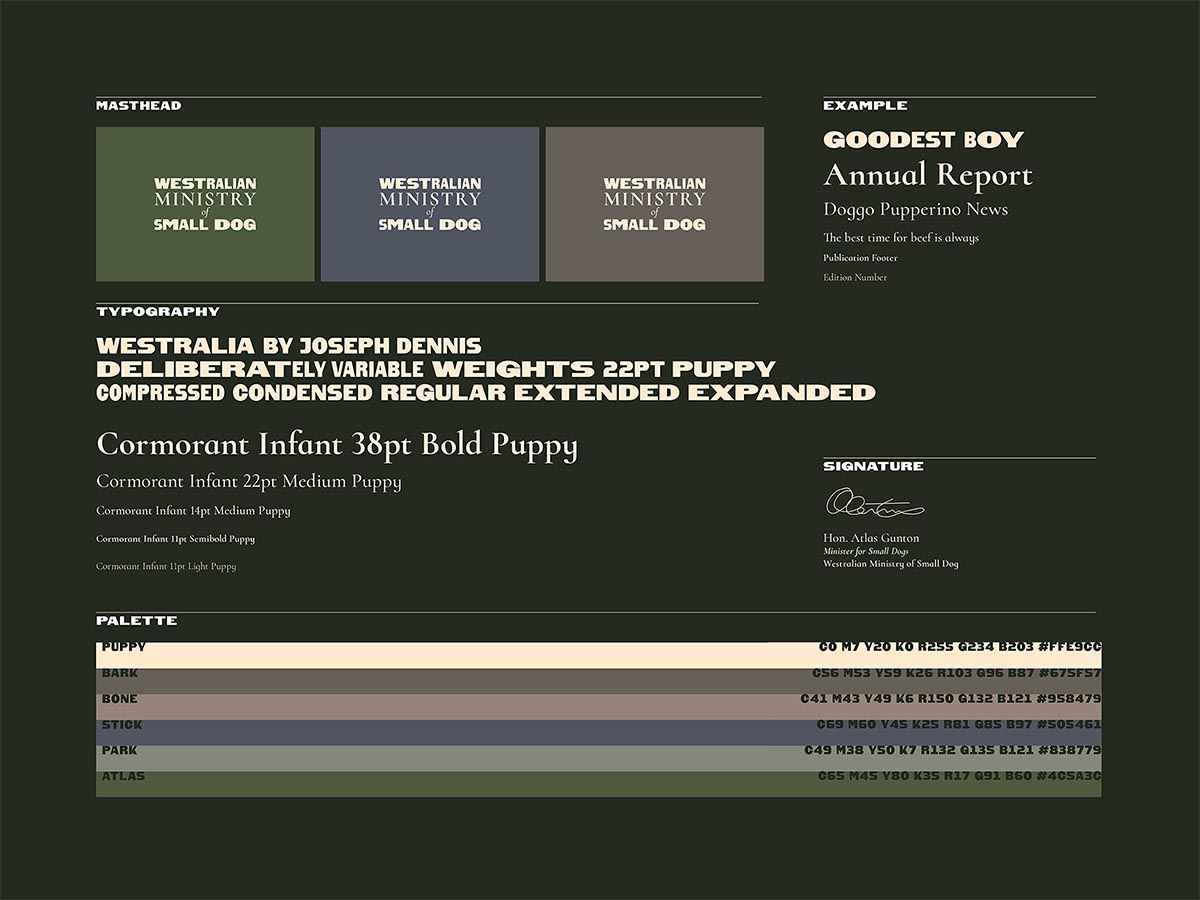 MASTHEAD
WESTRALIAN
MINISTRY
of
SMALL DOG
WESTRALIAN
MINISTRY
of
SMALL DOG
WESTRALIAN
MINISTRY
of
SMALL DOG
EXAMPLE
GOODEST BOY
Annual Report
Doggo Pupperino News
The best time for beef is always
Publication Footer
Edition Number
TYPOGRAPHY
WESTRALIA BY JOSEPH DENNIS
DELIBERATELY VARIABLE WEIGHTS 22PT PUPPY
COMPRESSED CONDENSED REGULAR EXTENDED EXPANDED
Cormorant Infant 38pt Bold Puppy
Cormorant Infant 22pt Medium Puppy
Cormorant Infant 14pt Medium Puppy
Cormorant Infant 11pt Semibold Puppy
Cormorant Infant 11pt Light Puppy
SIGNATURE
Hon. Atlas Gunton
Minister for Small Dogs
Westralian Ministry of Small Dog
PALETTE
PUPPY C0 M7 Y20 K0 R255 G234 B203 #FFE9CC
BARK C56 M53 Y59 K26 R103 G96 B87 #675F57
BONE C41 M43 Y49 K6 R150 G132 B121 #958479
STICK C69 M60 Y45 K25 R81 G85 B97 #505461
PARK C49 M38 Y50 K7 R132 G135 B121 #838779
ATLAS C65 M45 Y80 K35 R17 G91 B60 #4C5A3C